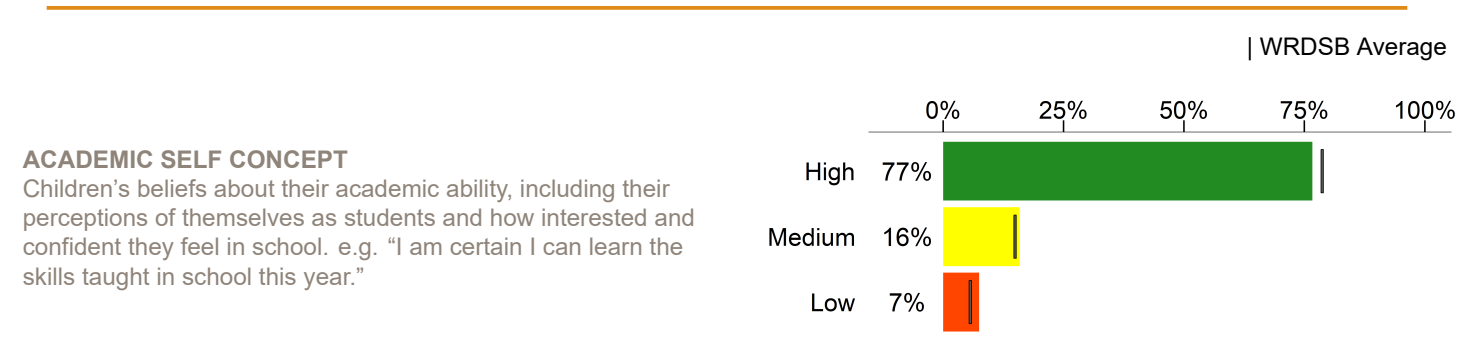 | WRDSB Average
0% 25% 50% 75% 100%
ACADEMIC SELF CONCEPT
Children’s beliefs about their academic ability, including their
perceptions of themselves as students and how interested and
confident they feel in school. e.g. “I am certain I can learn the
skills taught in school this year.”
High 77%
Medium 16%
Low 7%